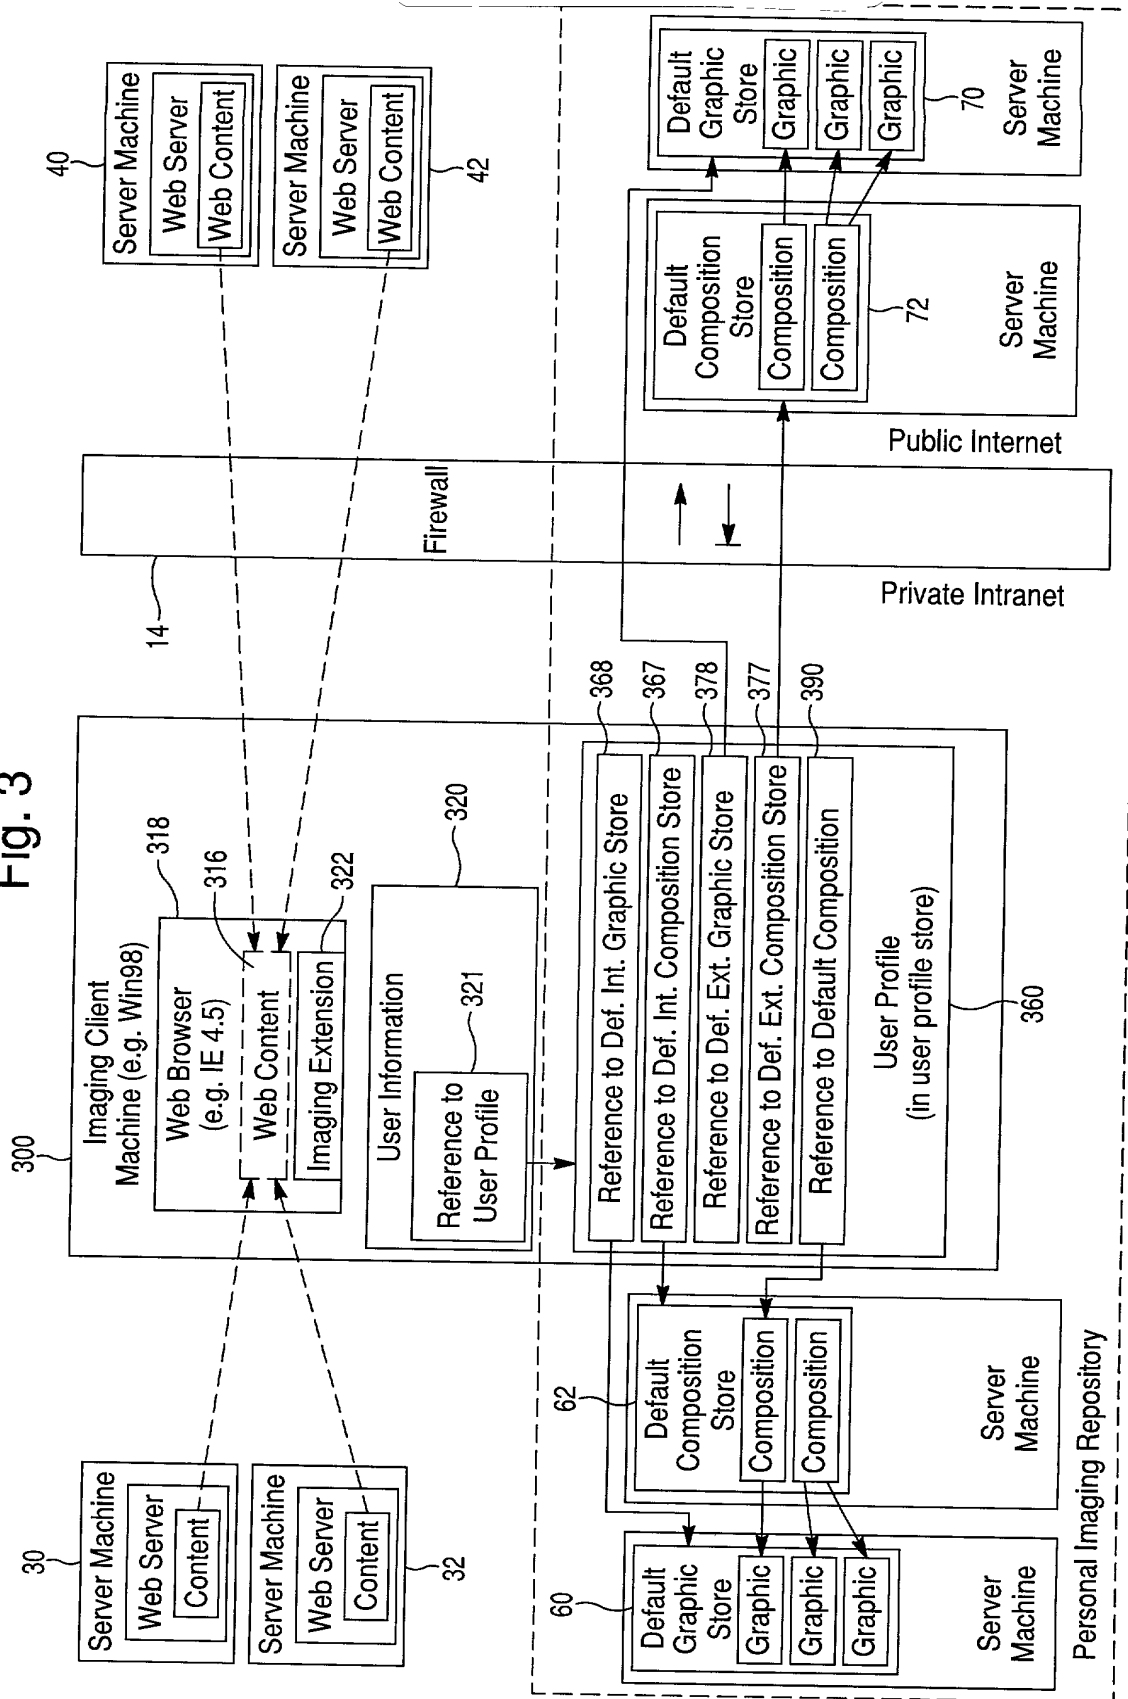 Fig. 3
300
Imaging Client
Machine (e.g. Win98)
318
Web Browser
(e.g. IE 4.5)
316
Web Content
322
Imaging Extension
320
User Information
321
Reference to
User Profile
30
Server Machine
Web Server
Content
Server Machine
Web Server
Content
32
14
Firewall
40
Server Machine
Web Server
Web Content
Server Machine
Web Server
Web Content
42
60
Default
Graphic
Store
Graphic
Graphic
Graphic
Server
Machine
62
Default
Composition
Store
Composition
Composition
Server
Machine
Personal Imaging Repository
368
Reference to Def. Int. Graphic Store
367
Reference to Def. Int. Composition Store
378
Reference to Def. Ext. Graphic Store
377
Reference to Def. Ext. Composition Store
390
Reference to Default Composition
User Profile
(in user profile store)
360
Private Intranet
Public Internet
Default
Composition
Store
Composition
Composition
72
Server
Machine
Default
Graphic
Store
Graphic
Graphic
Graphic
70
Server
Machine